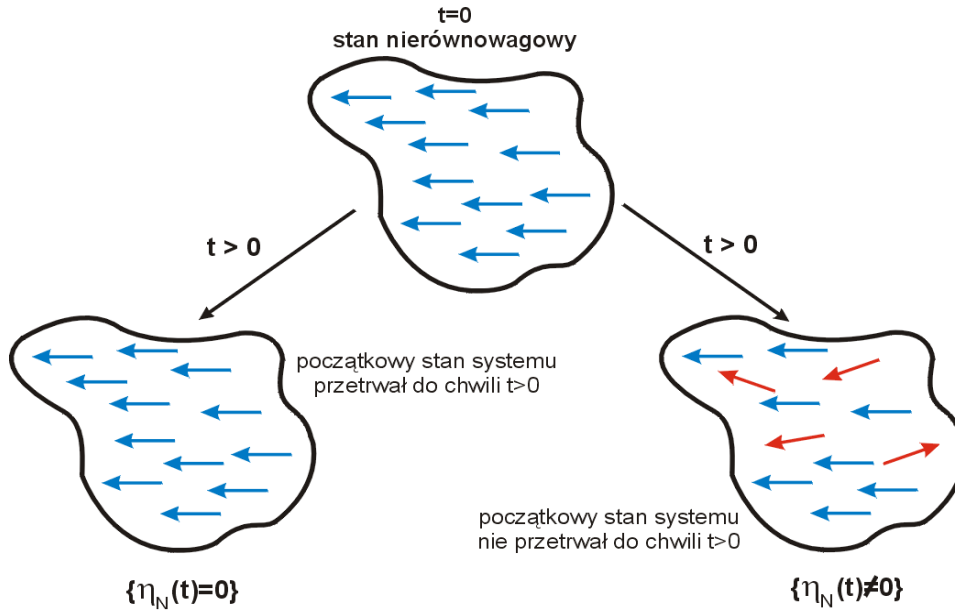 t=0
stan nierównowagowy
t > 0
t > 0
początkowy stan systemu
przetrwał do chwili t>0
początkowy stan systemu
nie przetrwał do chwili t>0
{η_N(t)=0}
{η_N(t)≠0}